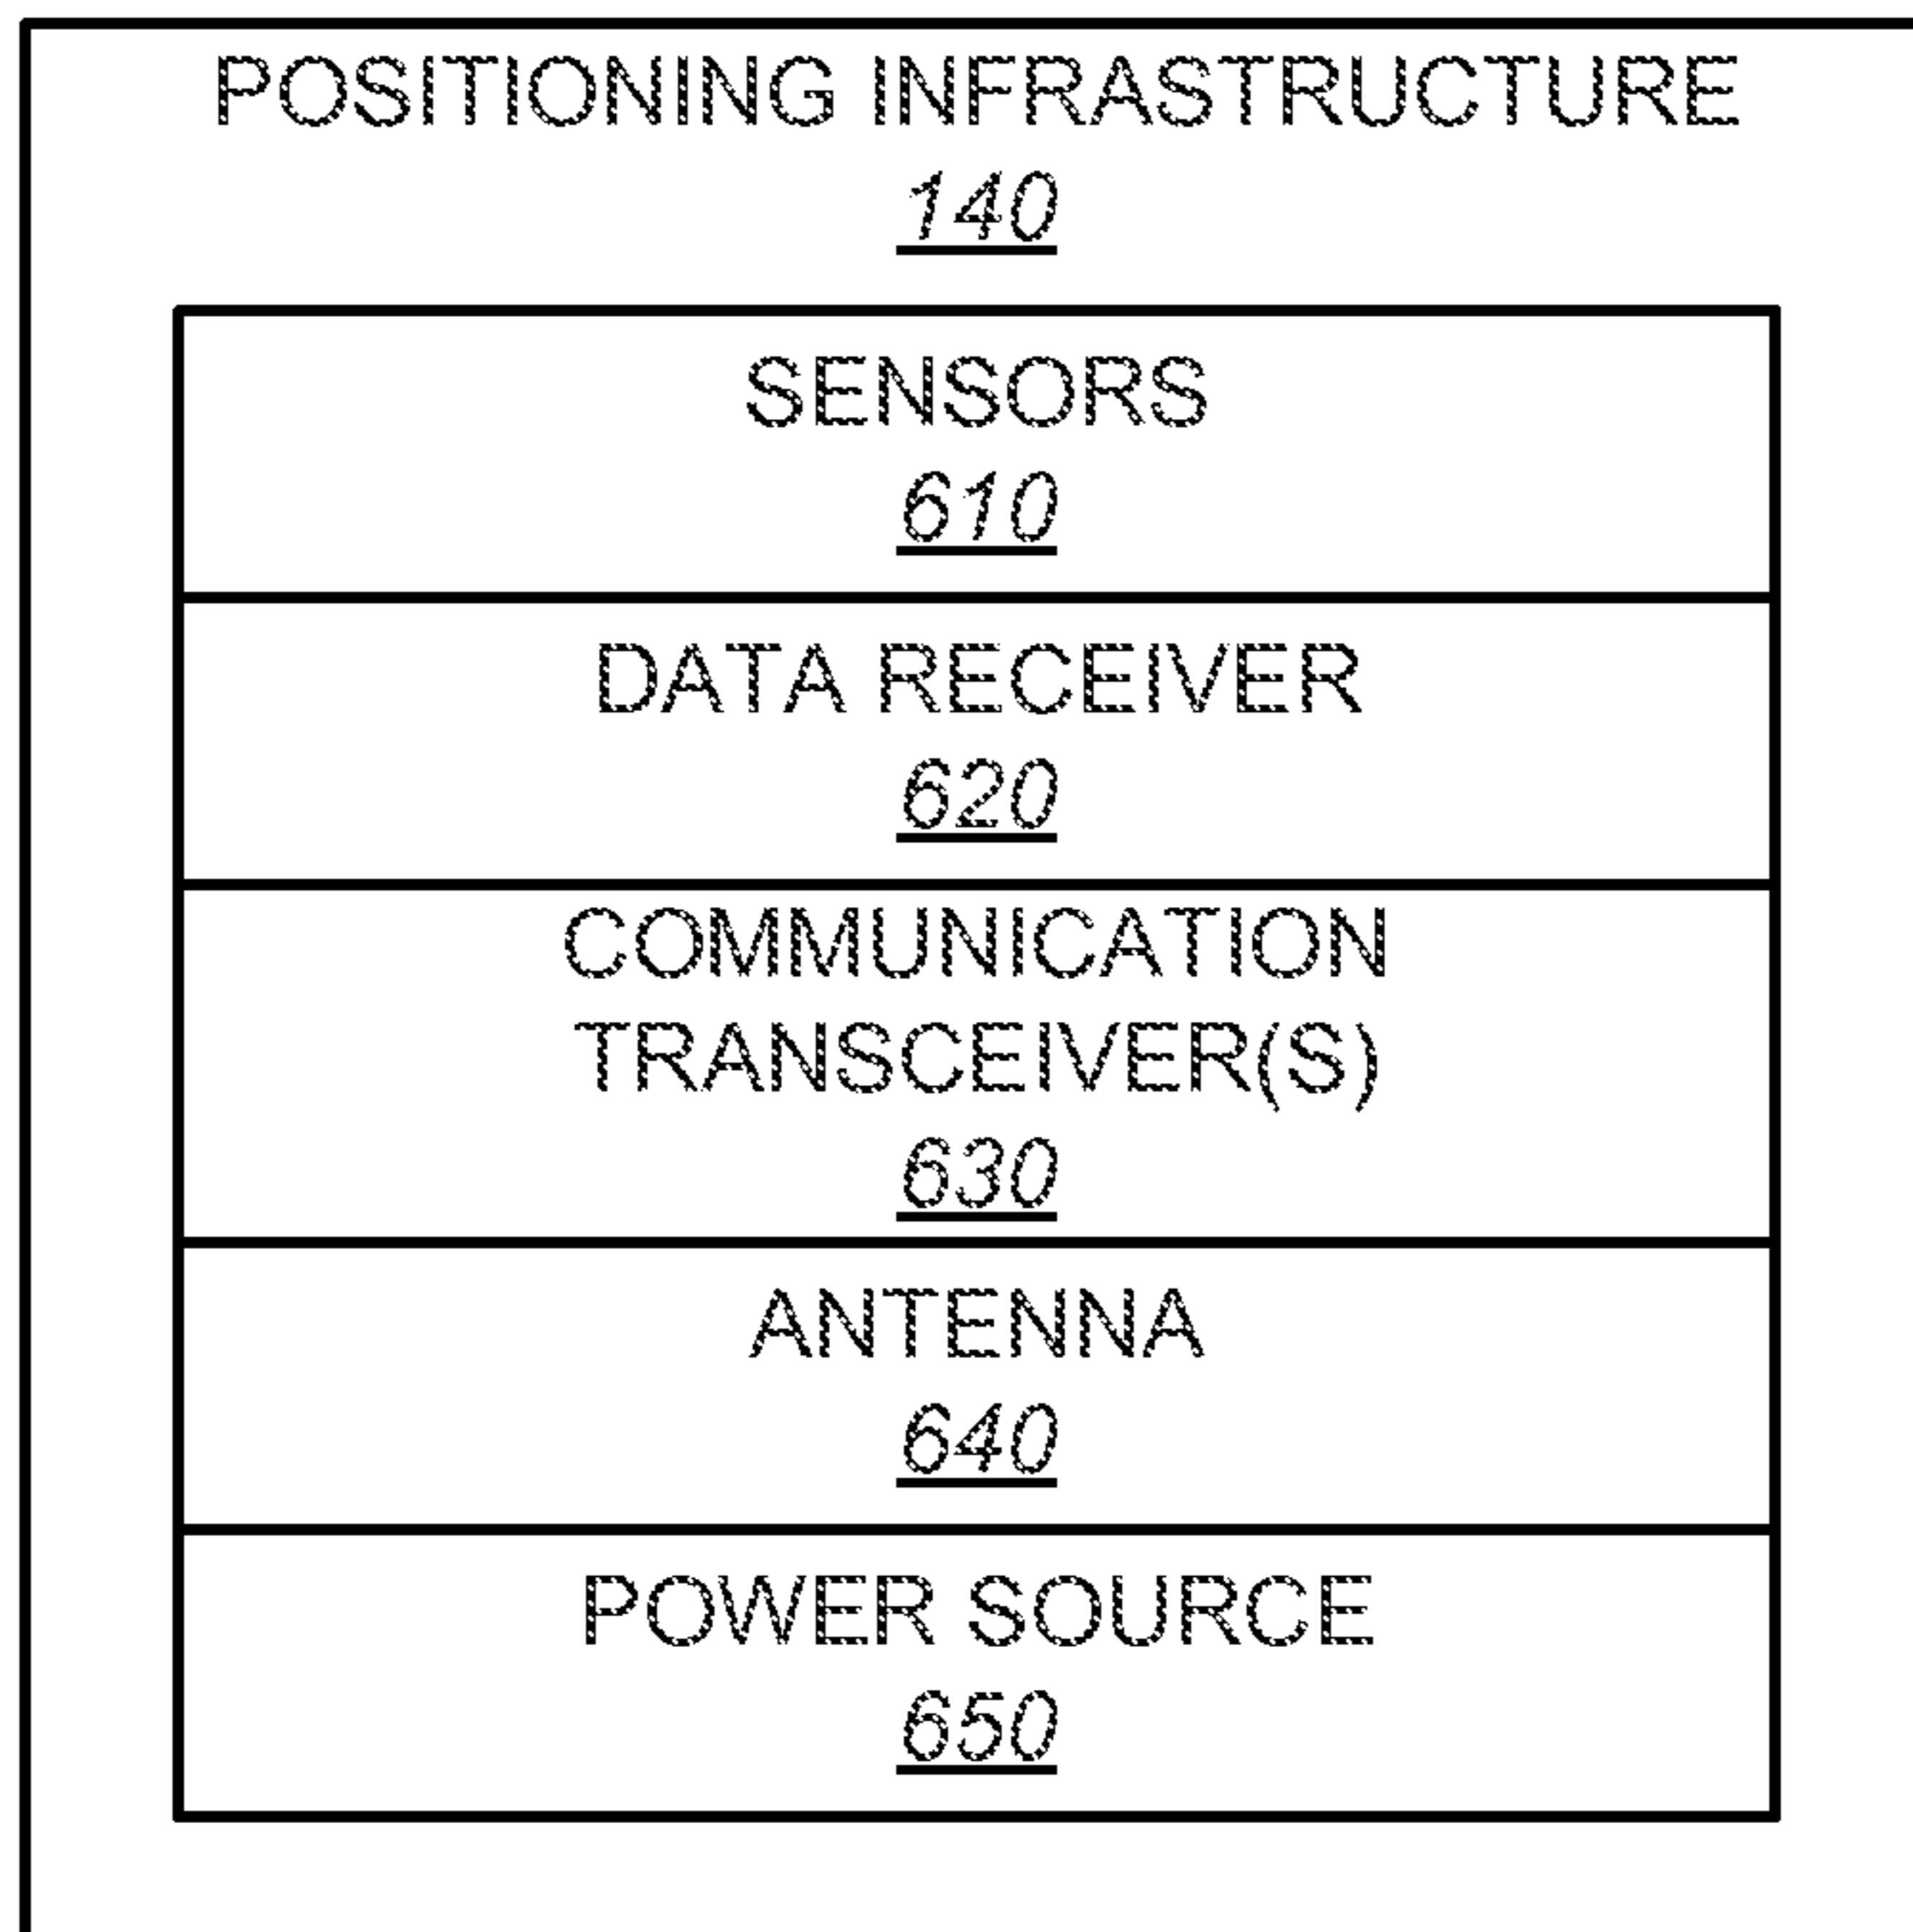 POSITIONING INFRASTRUCTURE
140
SENSORS
610
DATA RECEIVER
620
COMMUNICATION
TRANSCEIVER(S)
630
ANTENNA
640
POWER SOURCE
650